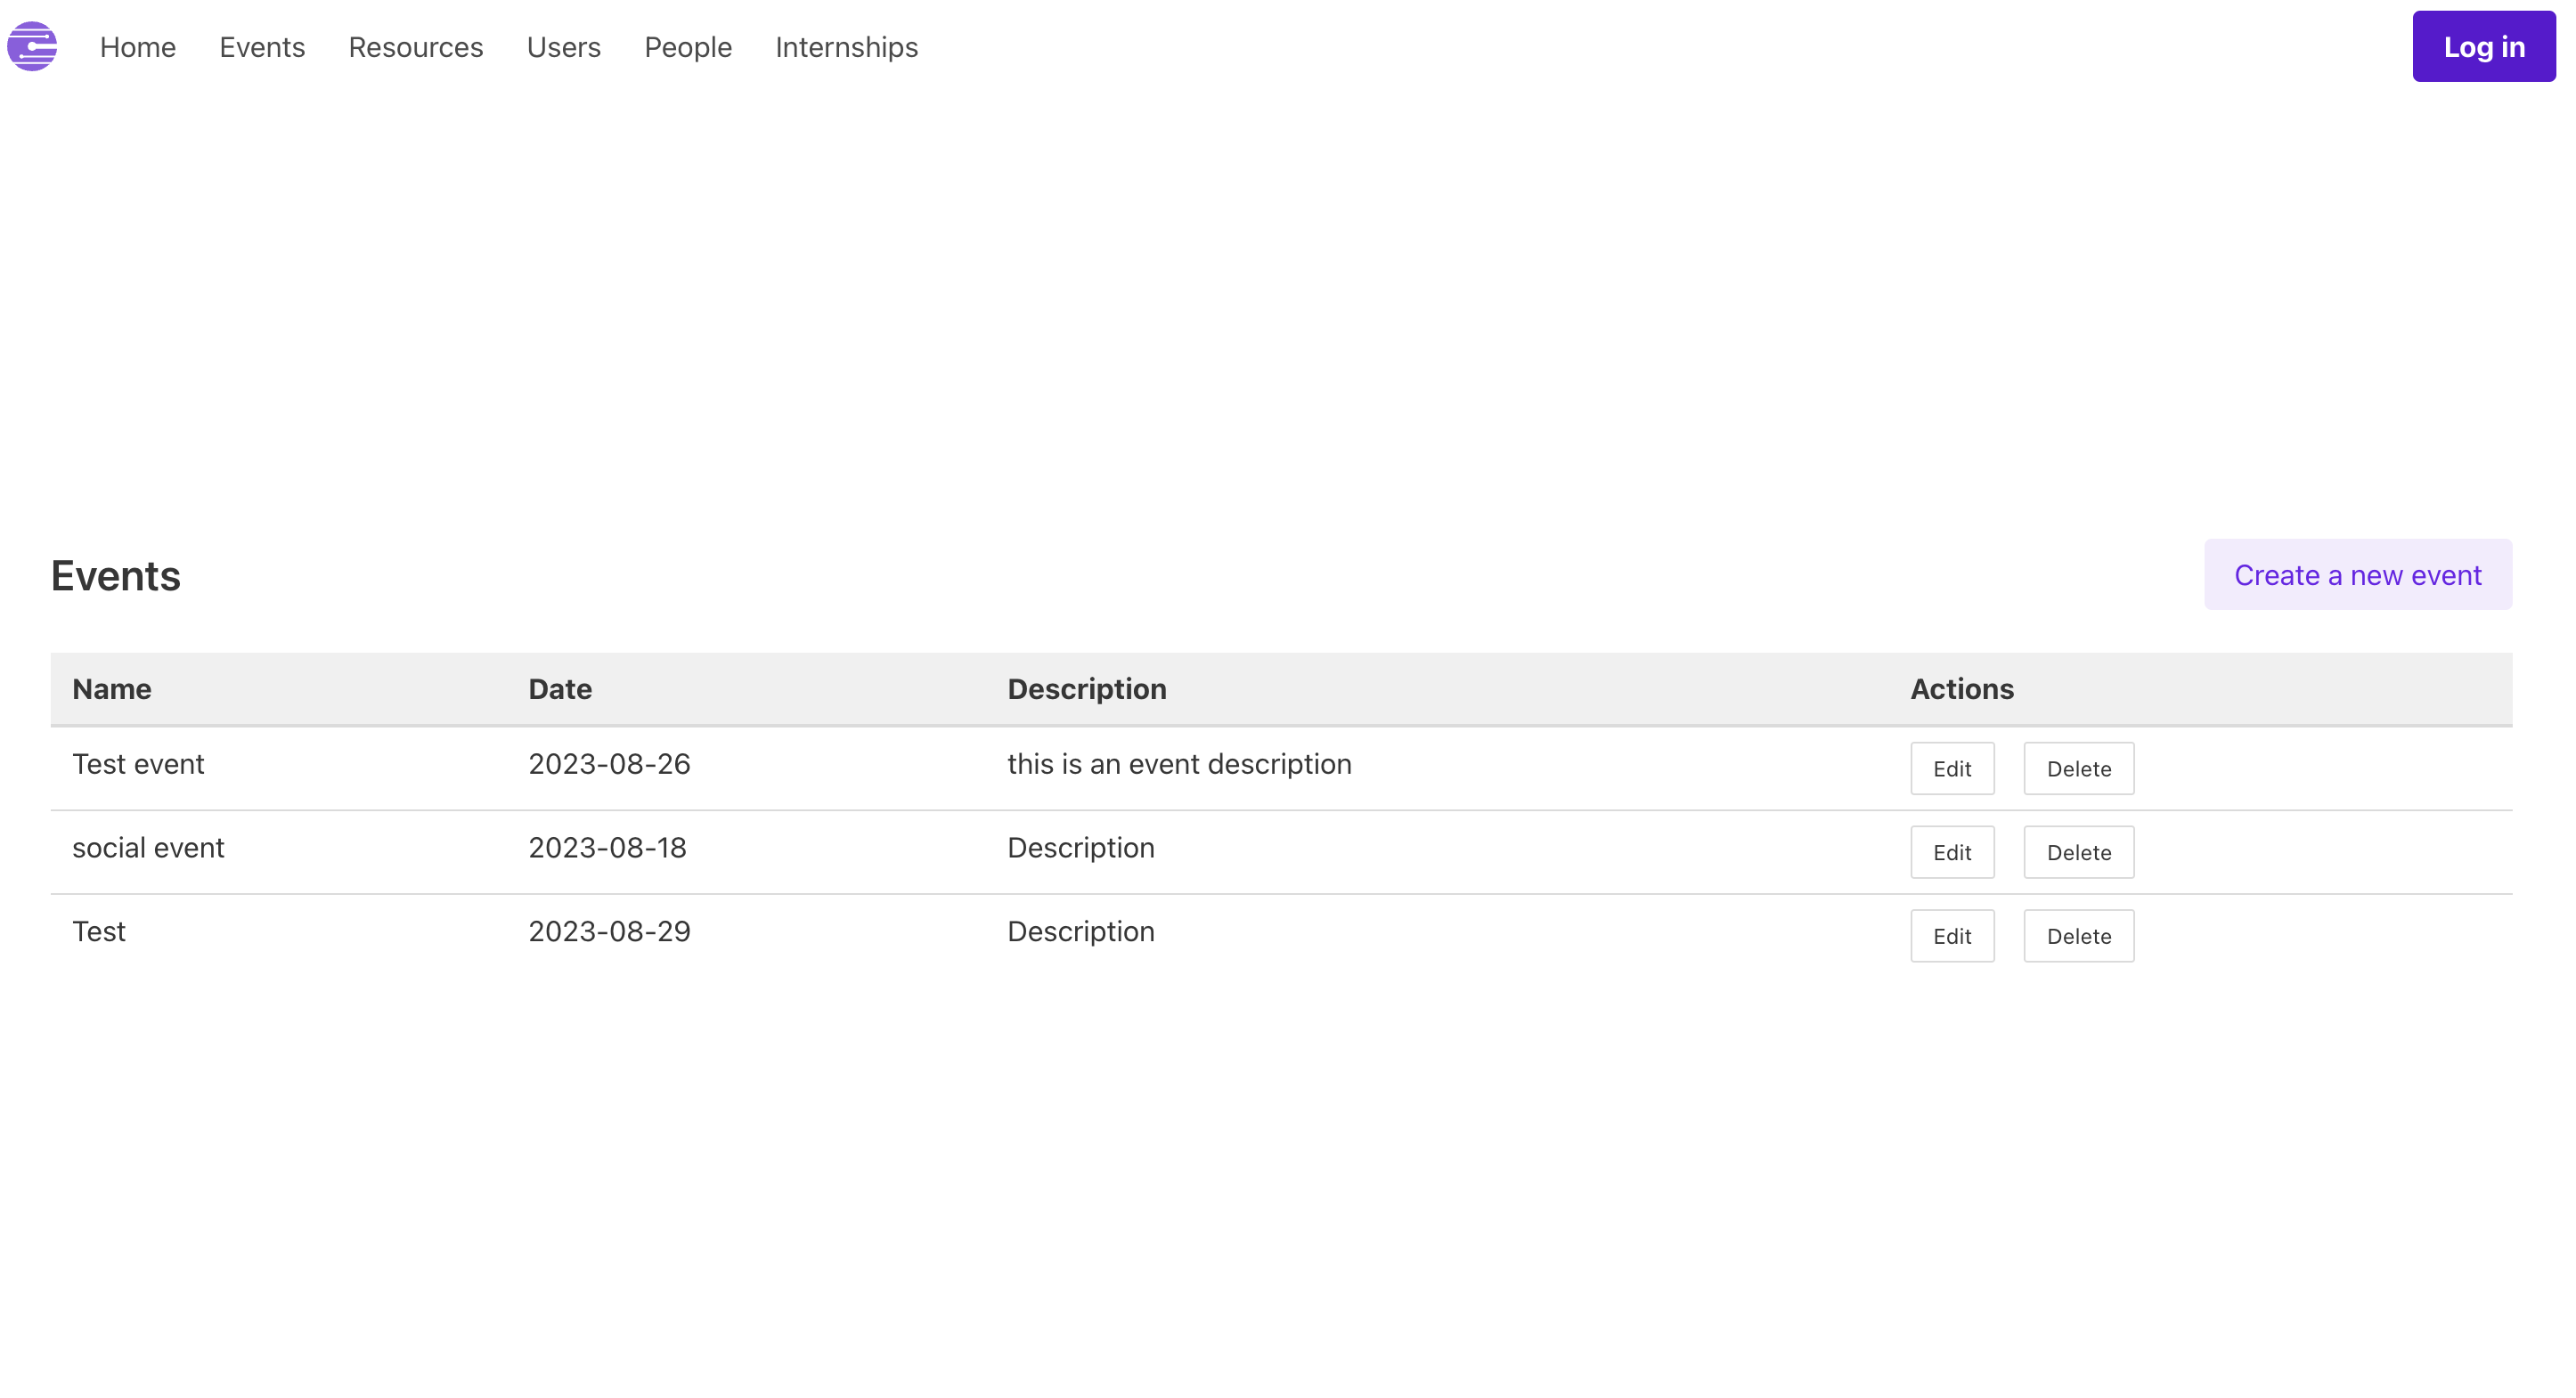 Home Events Resources Users People Internships Log in
Events Create a new event
Name Date Description Actions
Test event 2023-08-26 this is an event description Edit Delete
social event 2023-08-18 Description Edit Delete
Test 2023-08-29 Description Edit Delete